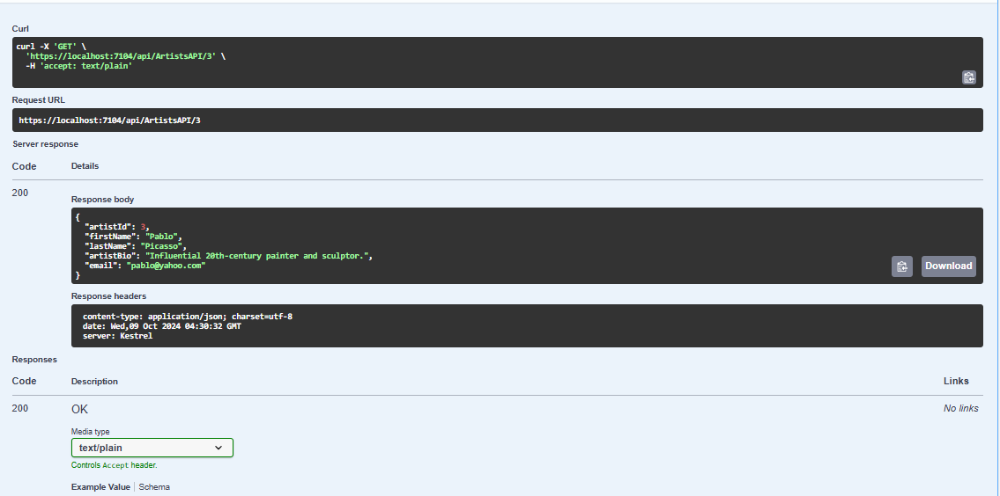 Curl
curl -X 'GET' \
'https://localhost:7104/api/ArtistsAPI/3' \
-H 'accept: text/plain'
Request URL
https://localhost:7104/api/ArtistsAPI/3
Server response
Code Details
200
Response body
{
"artistId": 3,
"firstName": "Pablo",
"lastName": "Picasso",
"artistBio": "Influential 20th-century painter and sculptor.",
"email": "pablo@yahoo.com"
}
Download
Response headers
content-type: application/json; charset=utf-8
date: Wed,09 Oct 2024 04:30:32 GMT
server: Kestrel
Responses
Code Description Links
200 OK No links
Media type
text/plain
Controls Accept header.
Example Value Schema